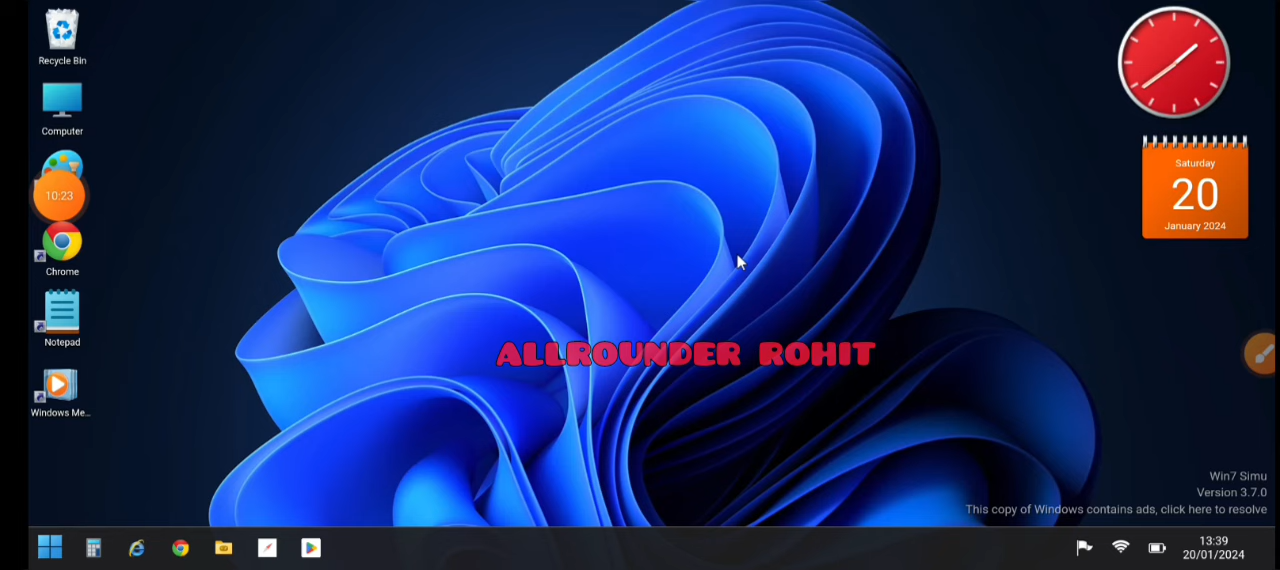 Recycle Bin
Computer
10:23
Chrome
Notepad
Windows Me...
Saturday
20
January 2024
ALLROUNDER ROHIT
Win7 Simu
Version 3.7.0
This copy of Windows contains ads, click here to resolve
13:39
20/01/2024